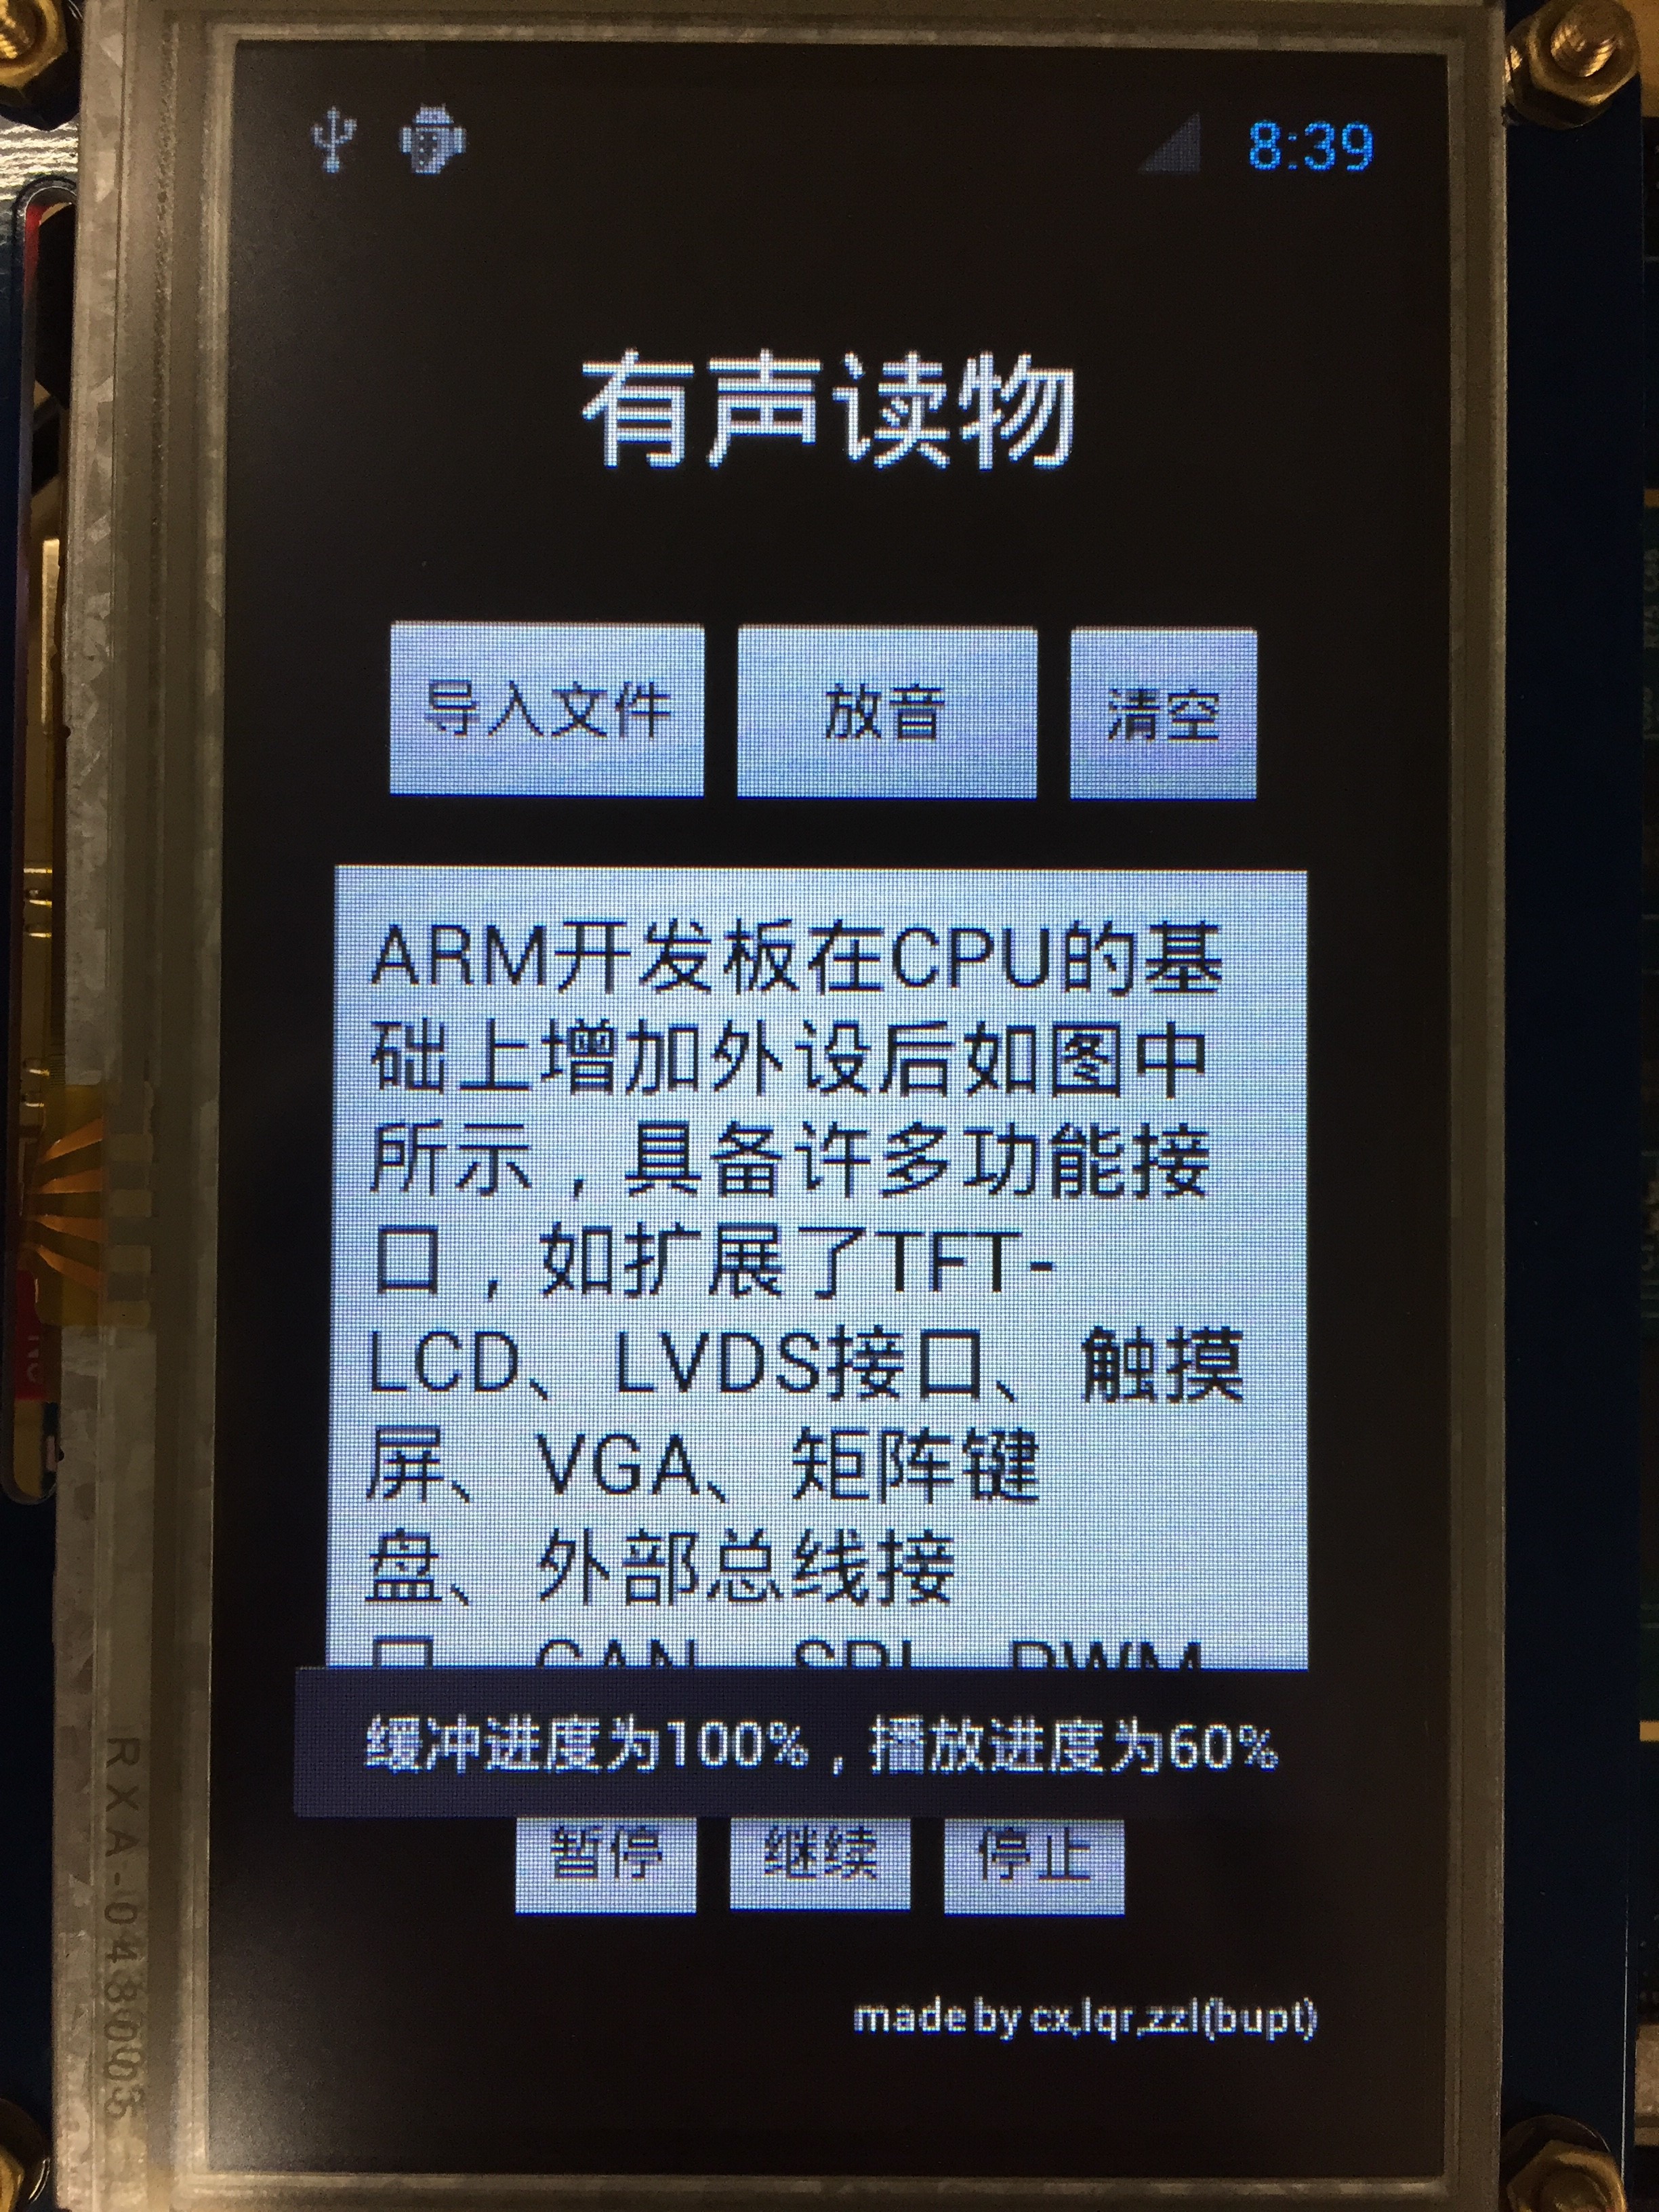 8:39
有声读物
导入文件 放音 清空
ARM开发板在CPU的基
础上增加外设后如图中
所示，具备许多功能接
口，如扩展了TFT-
LCD、LVDS接口、触摸
屏、VGA、矩阵键
盘、外部总线接
口、CAN、SPI、PWM
缓冲进度为100%，播放进度为60%
暂停 继续 停止
made by cx,lqr,zzl(bupt)